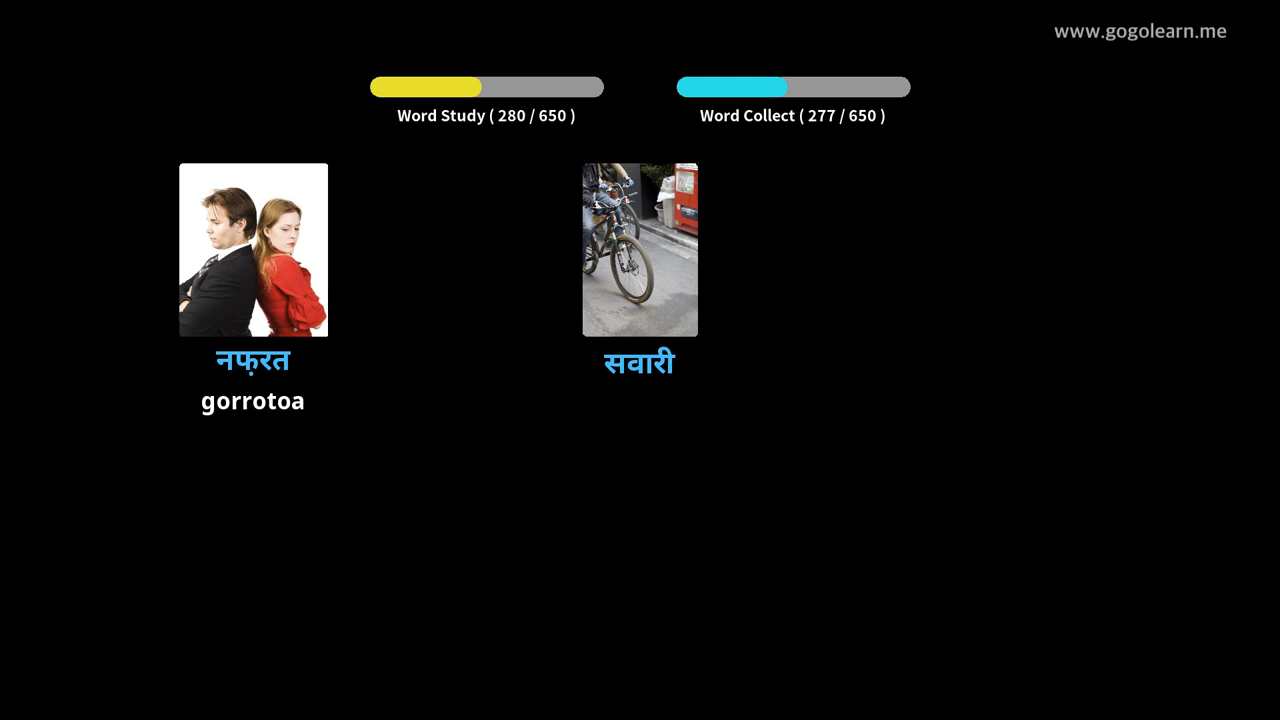 www.gogolearn.me
Word Study ( 280 / 650 )
Word Collect ( 277 / 650 )
नफ़रत
gorrotoa
सवारी